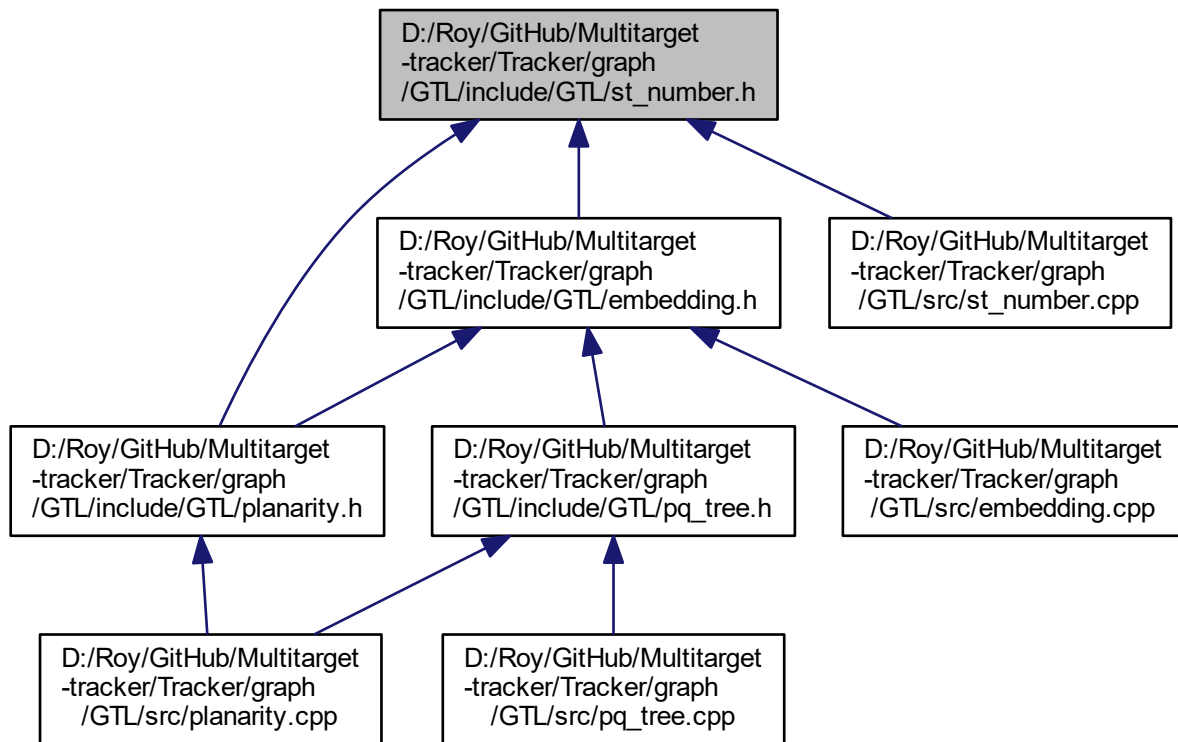 D:/Roy/GitHub/Multitarget
-tracker/Tracker/graph
/GTL/include/GTL/st_number.h
D:/Roy/GitHub/Multitarget
-tracker/Tracker/graph
/GTL/include/GTL/embedding.h
D:/Roy/GitHub/Multitarget
-tracker/Tracker/graph
/GTL/src/st_number.cpp
D:/Roy/GitHub/Multitarget
-tracker/Tracker/graph
/GTL/include/GTL/planarity.h
D:/Roy/GitHub/Multitarget
-tracker/Tracker/graph
/GTL/include/GTL/pq_tree.h
D:/Roy/GitHub/Multitarget
-tracker/Tracker/graph
/GTL/src/embedding.cpp
D:/Roy/GitHub/Multitarget
-tracker/Tracker/graph
/GTL/src/planarity.cpp
D:/Roy/GitHub/Multitarget
-tracker/Tracker/graph
/GTL/src/pq_tree.cpp